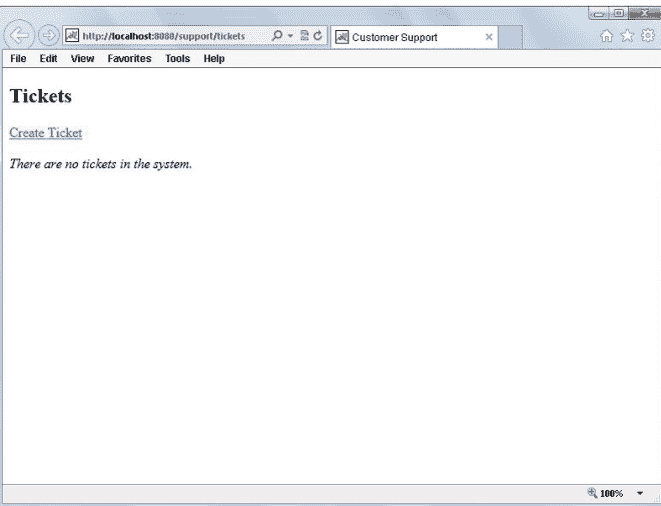 http://localhost:8080/support/tickets
Customer Support
File Edit View Favorites Tools Help
Tickets
Create Ticket
There are no tickets in the system.
100%